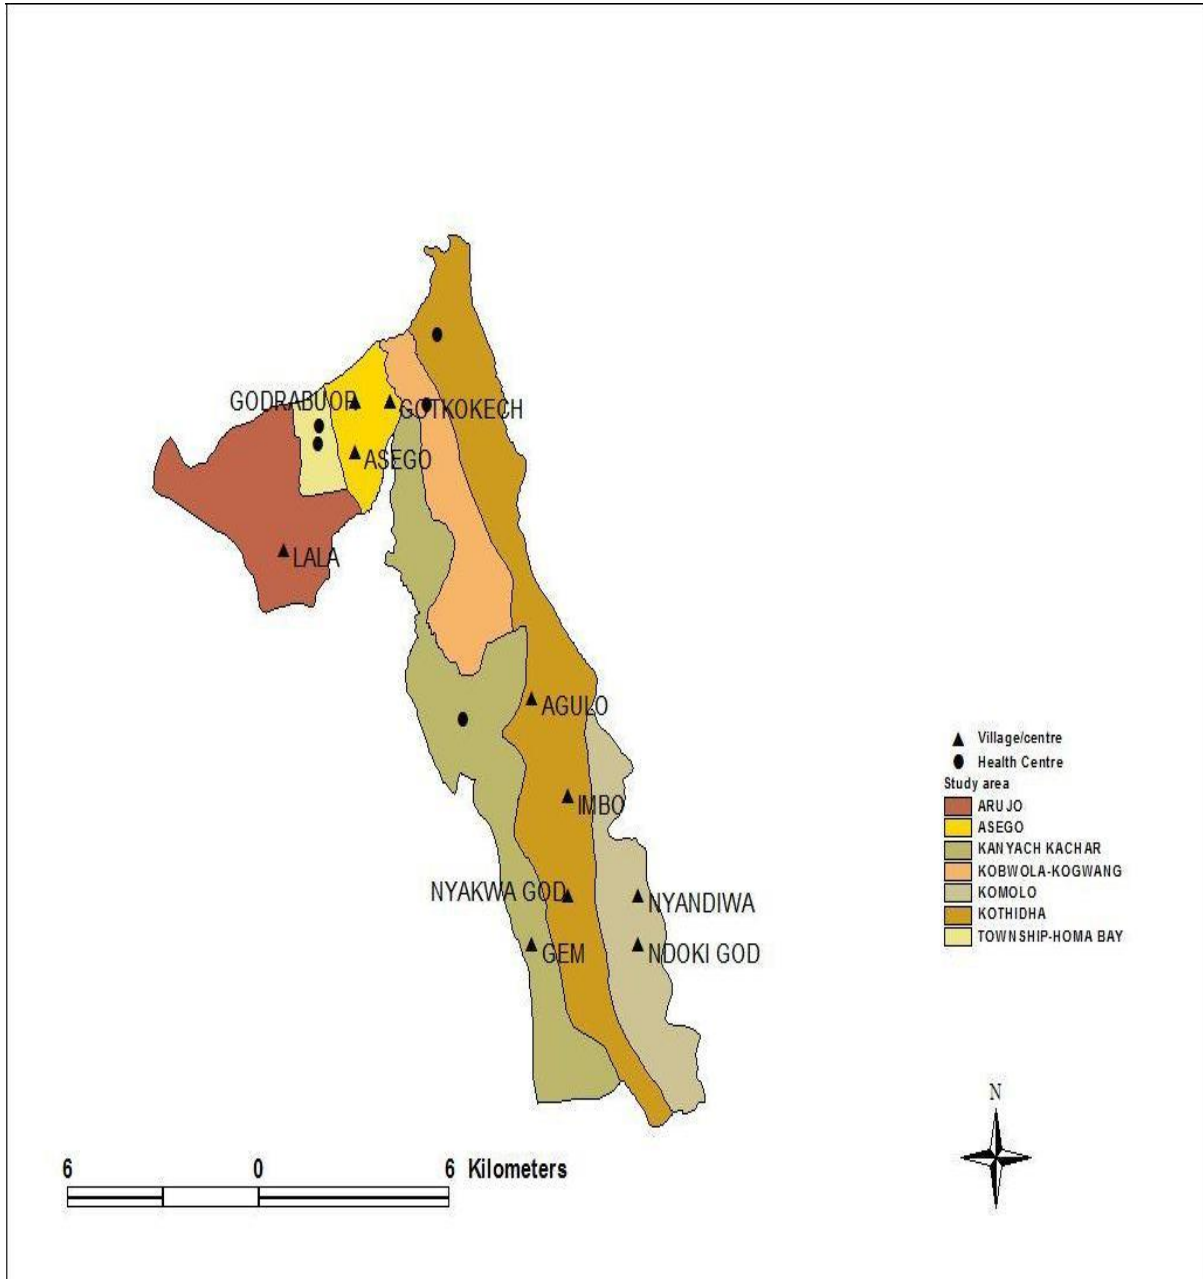 GODRABUOR
GOTKOKECH
ASEGO
LALA
AGULO
IMBO
NYAKWA GOD
NYANDIWA
GEM
NDOKI GOD
Village/centre
Health Centre
Study area
ARUJO
ASEGO
KANYACH KACHAR
KOBWOLA-KOGWANG
KOMOLO
KOTHIDHA
TOWNSHIP-HOMA BAY
N
6 0 6 Kilometers